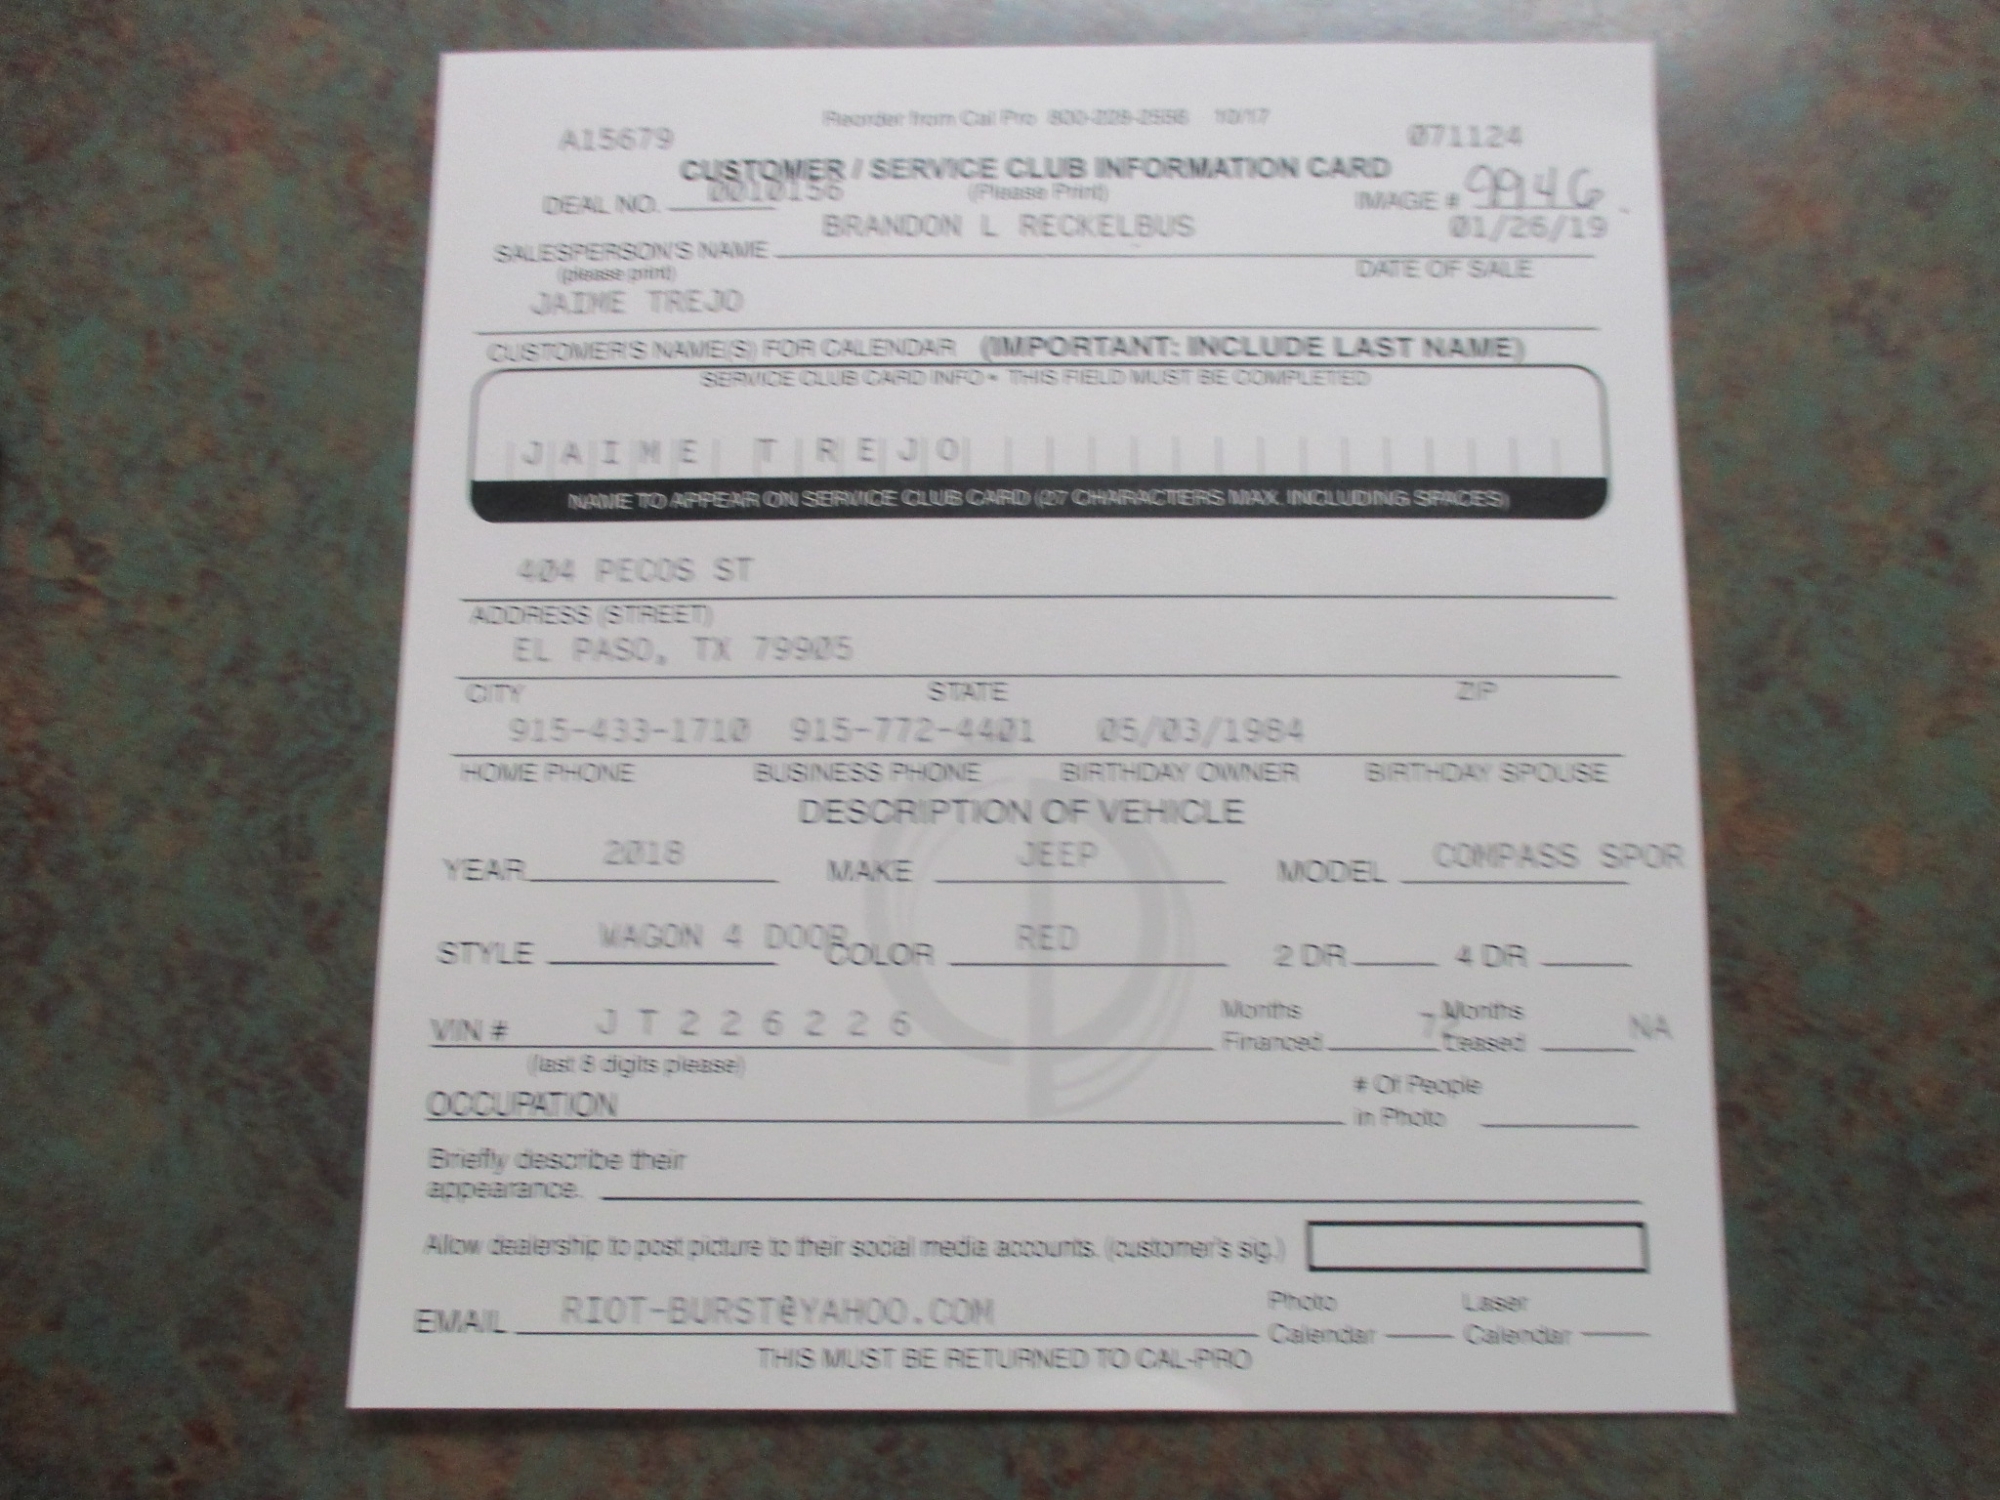 Reorder from Cal Pro 800-228-2556 10/17
A15679 071124
CUSTOMER / SERVICE CLUB INFORMATION CARD
DEAL NO. 0010156 (Please Print) IMAGE # 9946
BRANDON L RECKELBUS 01/26/19
SALESPERSON'S NAME DATE OF SALE
(please print)
JAIME TREJO
CUSTOMER'S NAME(S) FOR CALENDAR (IMPORTANT: INCLUDE LAST NAME)
SERVICE CLUB CARD INFO - THIS FIELD MUST BE COMPLETED
JAIME TREJO
NAME TO APPEAR ON SERVICE CLUB CARD (27 CHARACTERS MAX. INCLUDING SPACES)
404 PECOS ST
ADDRESS (STREET)
EL PASO, TX 79905
CITY STATE ZIP
915-433-1710 915-772-4401 05/03/1984
HOME PHONE BUSINESS PHONE BIRTHDAY OWNER BIRTHDAY SPOUSE
DESCRIPTION OF VEHICLE
YEAR 2018 MAKE JEEP MODEL COMPASS SPOR
STYLE WAGON 4 DOOR COLOR RED 2 DR 4 DR
VIN # JT226226 Months Financed 72 Months Leased NA
(last 8 digits please)
OCCUPATION # Of People in Photo
Briefly describe their
appearance.
Allow dealership to post picture to their social media accounts. (customer's sig.)
EMAIL RIOT-BURST@YAHOO.COM Photo Calendar Laser Calendar
THIS MUST BE RETURNED TO CAL-PRO